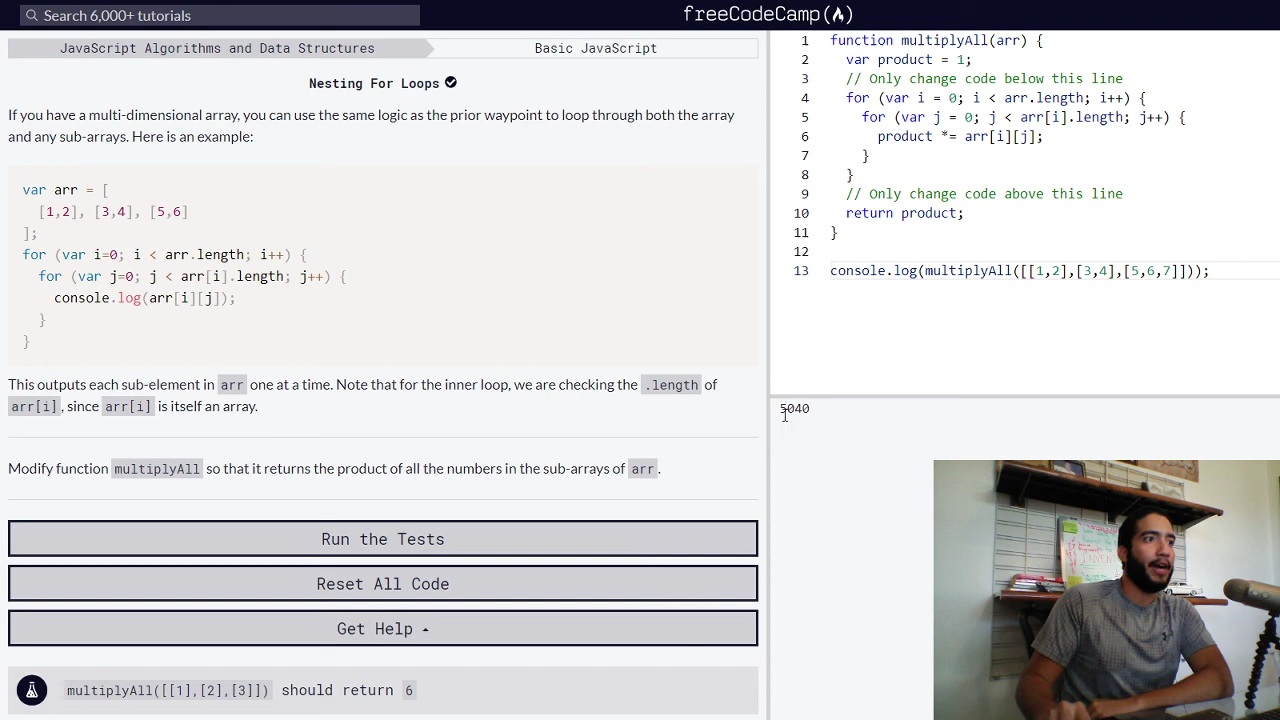 Search 6,000+ tutorials
freeCodeCamp
JavaScript Algorithms and Data Structures
Basic JavaScript
Nesting For Loops
If you have a multi-dimensional array, you can use the same logic as the prior waypoint to loop through both the array
and any sub-arrays. Here is an example:
var arr = [
[1,2], [3,4], [5,6]
];
for (var i=0; i < arr.length; i++) {
for (var j=0; j < arr[i].length; j++) {
console.log(arr[i][j]);
}
}
This outputs each sub-element in arr one at a time. Note that for the inner loop, we are checking the .length of
arr[i], since arr[i] is itself an array.
Modify function multiplyAll so that it returns the product of all the numbers in the sub-arrays of arr.
Run the Tests
Reset All Code
Get Help
multiplyAll([[1],[2],[3]]) should return 6
1 function multiplyAll(arr) {
2 var product = 1;
3 // Only change code below this line
4 for (var i = 0; i < arr.length; i++) {
5 for (var j = 0; j < arr[i].length; j++) {
6 product *= arr[i][j];
7 }
8 }
9 // Only change code above this line
10 return product;
11 }
12
13 console.log(multiplyAll([[1,2],[3,4],[5,6,7]]));
5040